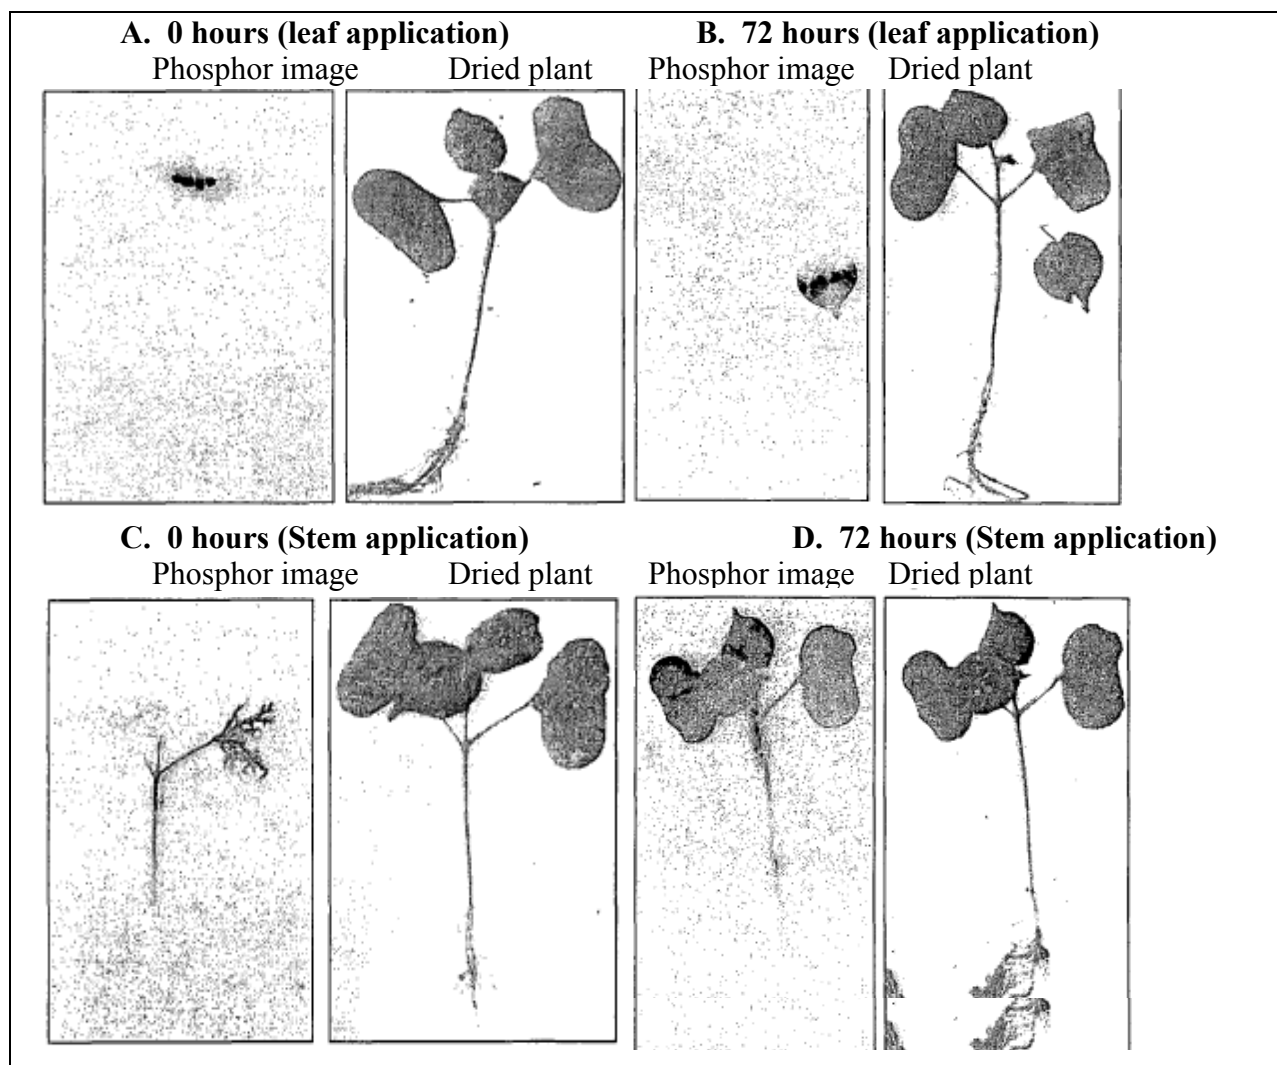 A.  0 hours (leaf application)
B.  72 hours (leaf application)
Phosphor image
Dried plant
Phosphor image
Dried plant
C.  0 hours (Stem application)
D.  72 hours (Stem application)
Phosphor image
Dried plant
Phosphor image
Dried plant